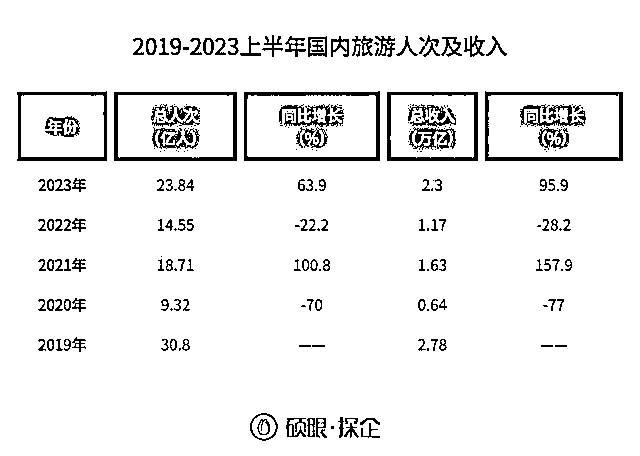 2019-2023上半年国内旅游人次及收入
年份 总人次 同比增长 总收入 同比增长
(亿人) (%) (万亿) (%)
2023年 23.84 63.9 2.3 95.9
2022年 14.55 -22.2 1.17 -28.2
2021年 18.71 100.8 1.63 157.9
2020年 9.32 -70 0.64 -77
2019年 30.8 —— 2.78 ——
硕眼·探企